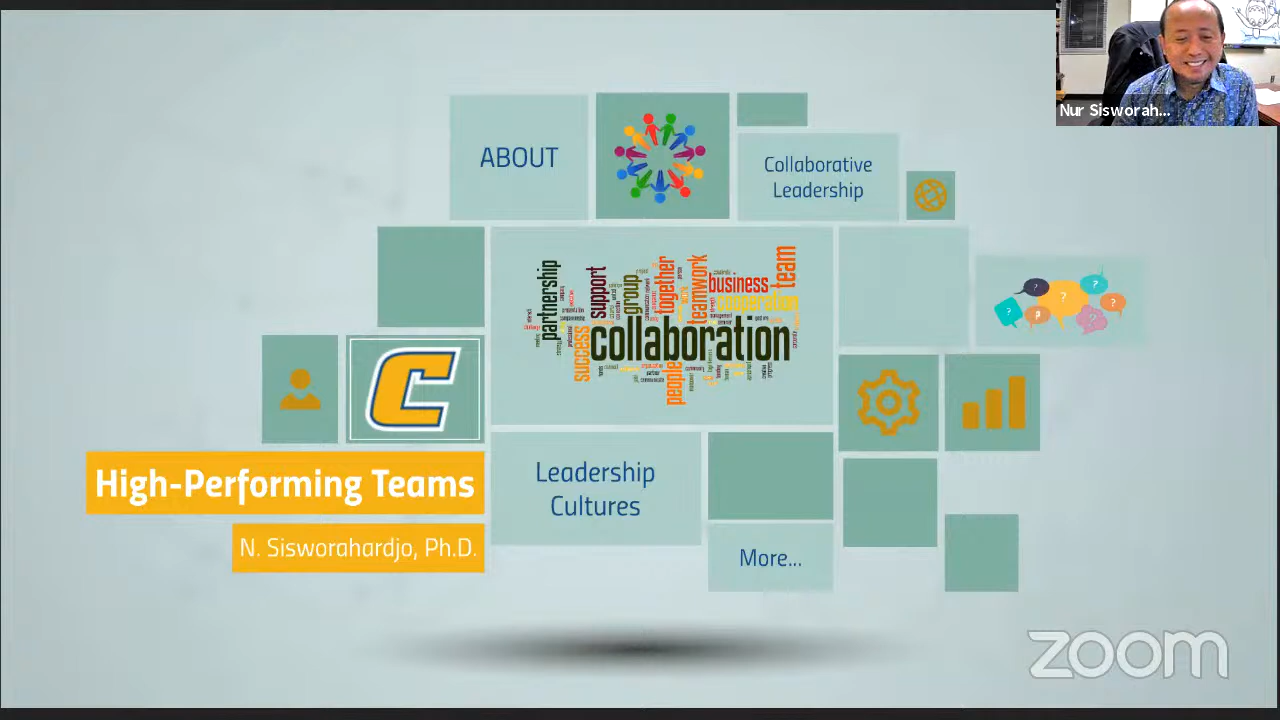 Nur Sisworah...
ABOUT
Collaborative
Leadership
partnership
support
group
together
teamwork
business
cooperation
team
success
collaboration
people
C
High-Performing Teams
N. Sisworahardjo, Ph.D.
Leadership
Cultures
More...
? ? ? ? ? ?
zoom